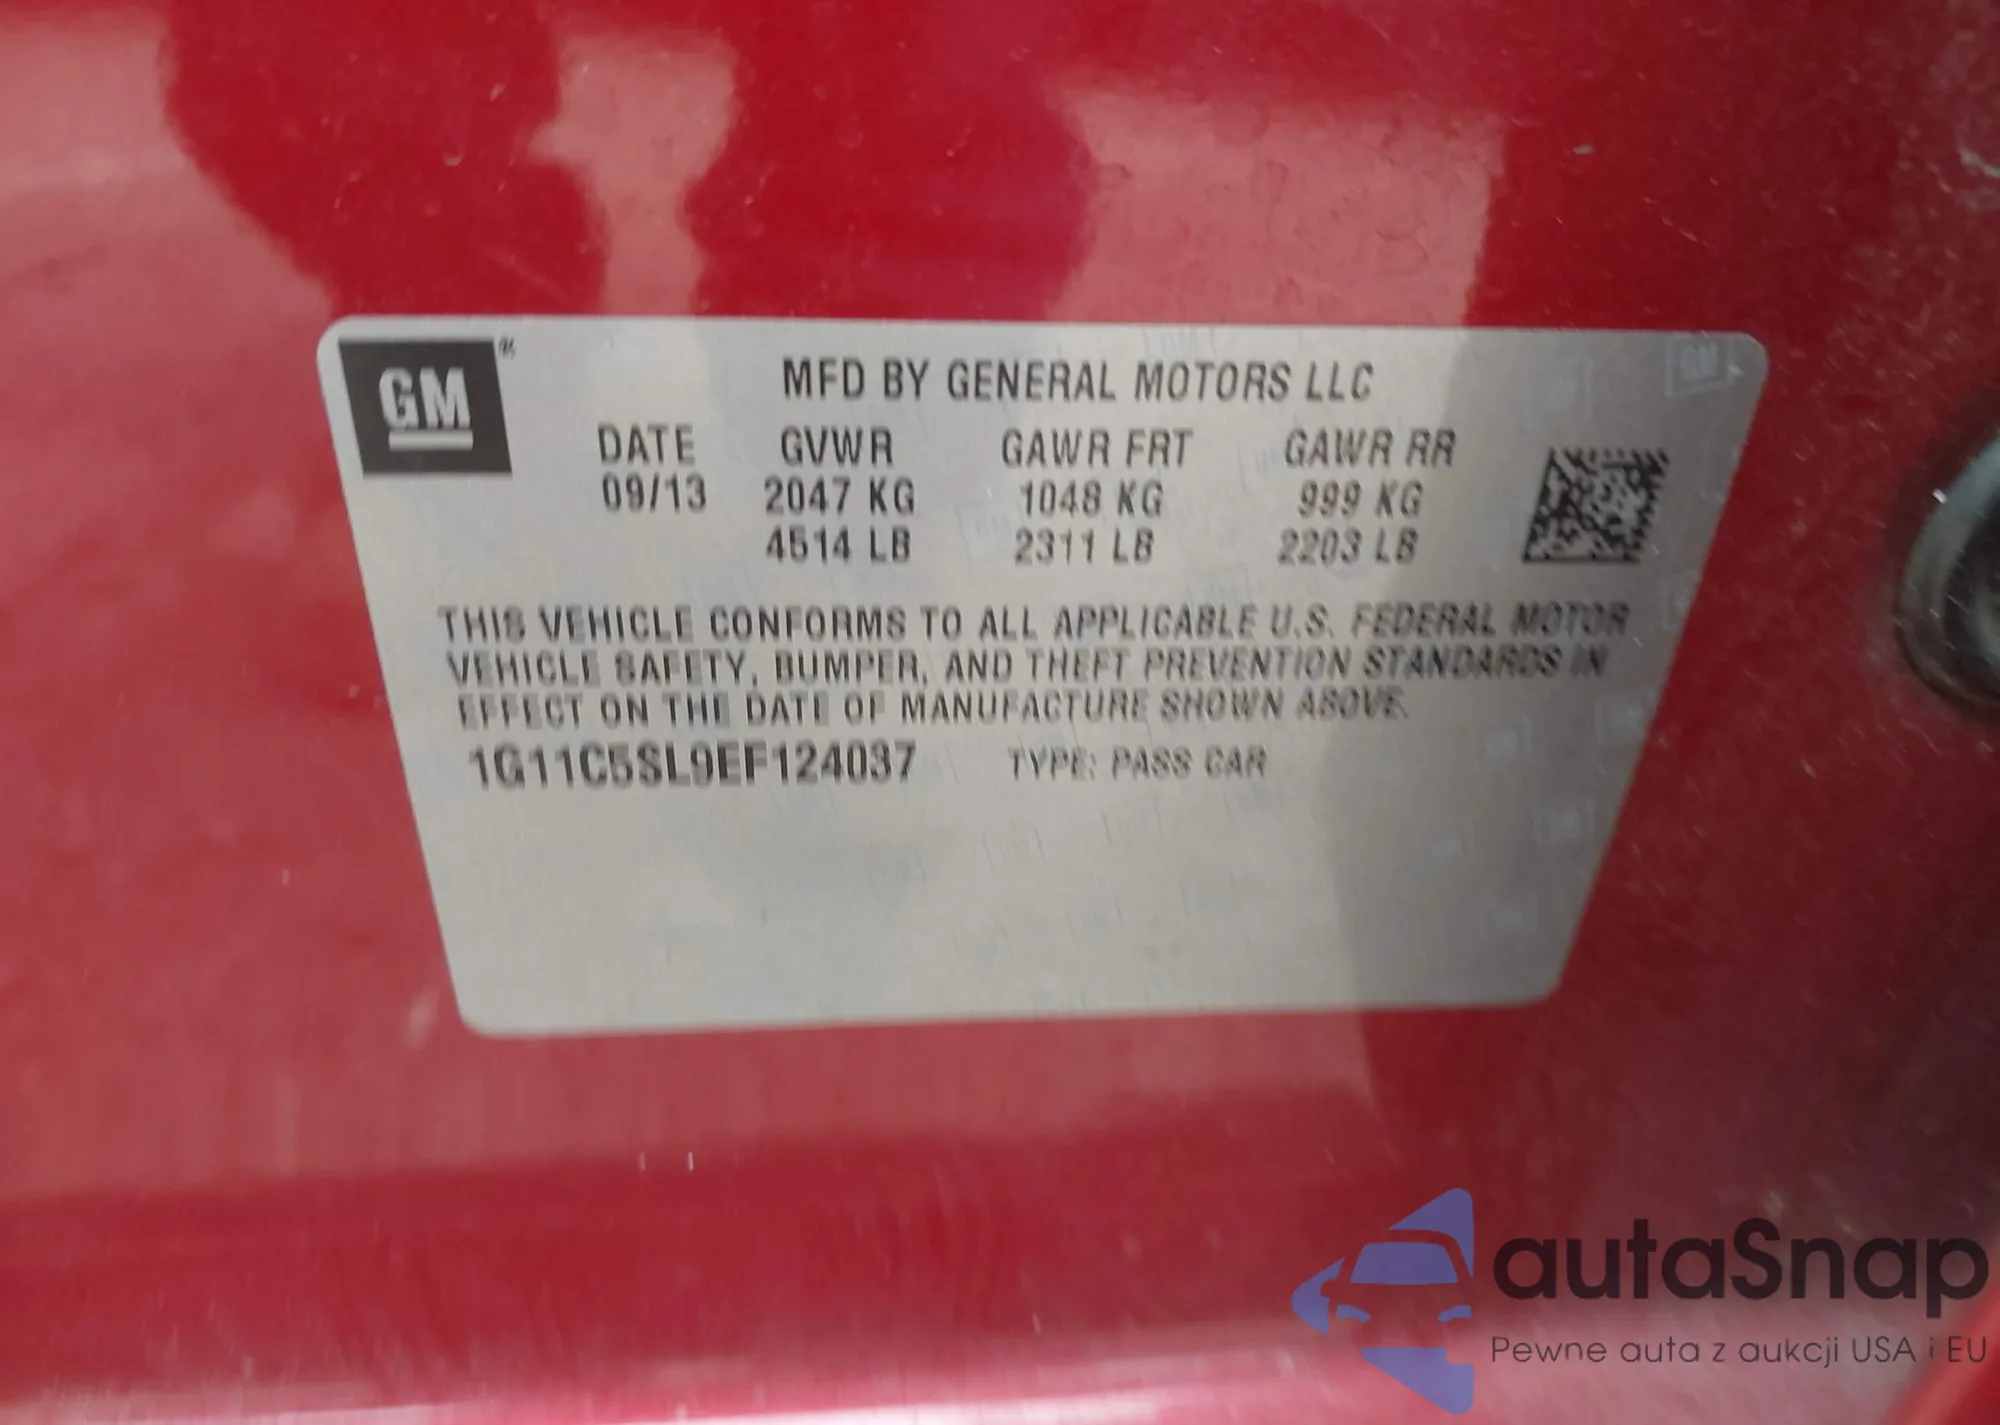 GM
MFD BY GENERAL MOTORS LLC
DATE GVWR GAWR FRT GAWR RR
09/13 2047 KG 1048 KG 999 KG
4514 LB 2311 LB 2203 LB
THIS VEHICLE CONFORMS TO ALL APPLICABLE U.S. FEDERAL MOTOR
VEHICLE SAFETY, BUMPER, AND THEFT PREVENTION STANDARDS IN
EFFECT ON THE DATE OF MANUFACTURE SHOWN ABOVE.
1G11C5SL9EF124037 TYPE: PASS CAR
autaSnap
Pewne auta z aukcji USA i EU